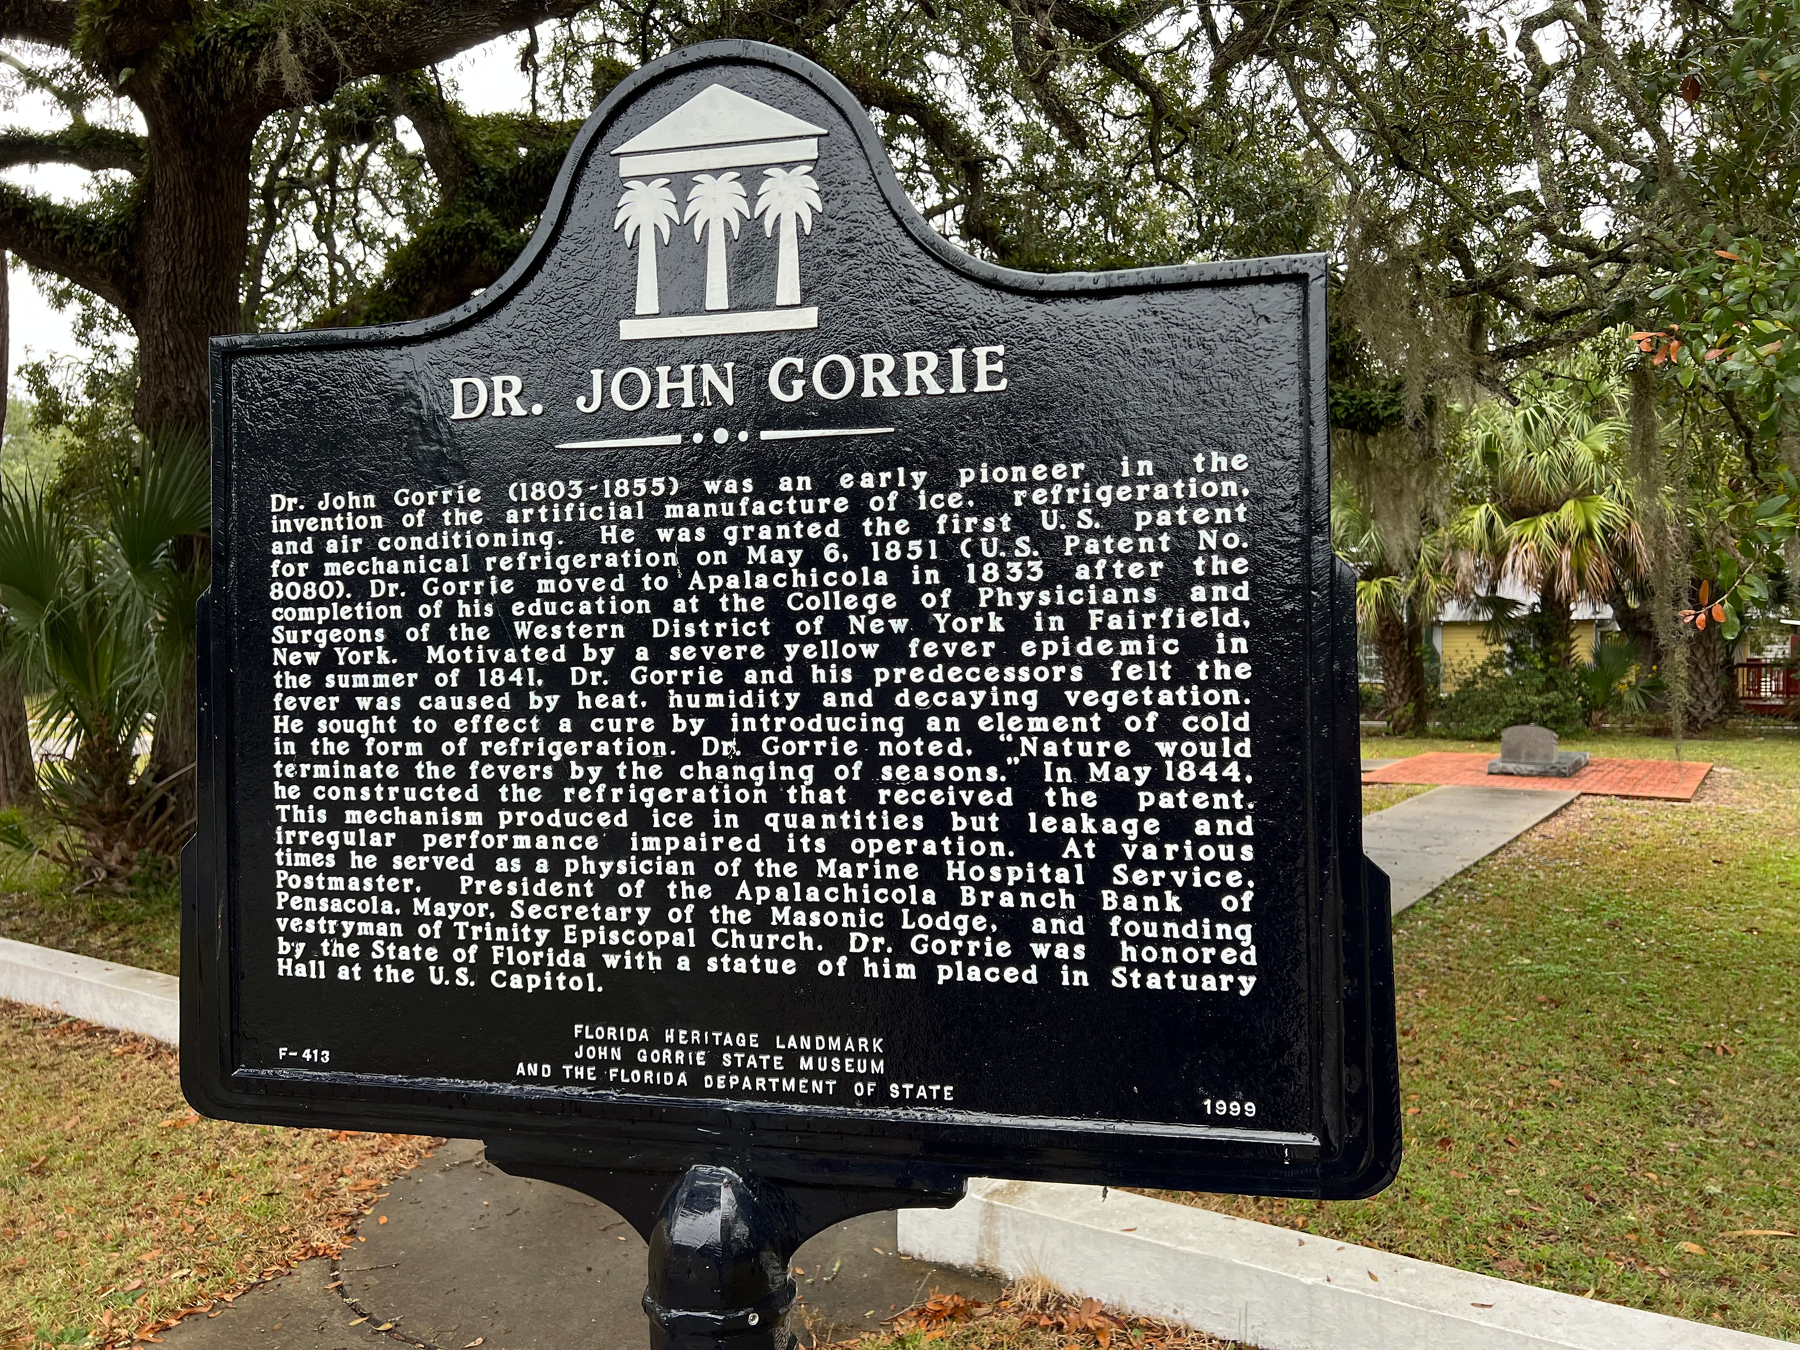 DR. JOHN GORRIE
Dr. John Gorrie (1803-1855) was an early pioneer in the
invention of the artificial manufacture of ice, refrigeration,
and air conditioning. He was granted the first U.S. patent
for mechanical refrigeration on May 6, 1851 (U.S. Patent No.
8080). Dr. Gorrie moved to Apalachicola in 1833 after the
completion of his education at the College of Physicians and
Surgeons of the Western District of New York in Fairfield,
New York. Motivated by a severe yellow fever epidemic in
the summer of 1841, Dr. Gorrie and his predecessors felt the
fever was caused by heat, humidity and decaying vegetation.
He sought to effect a cure by introducing an element of cold
in the form of refrigeration. Dr. Gorrie noted, "Nature would
terminate the fevers by the changing of seasons." In May 1844,
he constructed the refrigeration that received the patent.
This mechanism produced ice in quantities but leakage and
irregular performance impaired its operation. At various
times he served as a physician of the Marine Hospital Service,
Postmaster, President of the Apalachicola Branch Bank of
Pensacola, Mayor, Secretary of the Masonic Lodge, and founding
vestryman of Trinity Episcopal Church. Dr. Gorrie was honored
by the State of Florida with a statue of him placed in Statuary
Hall at the U.S. Capitol.
FLORIDA HERITAGE LANDMARK
JOHN GORRIE STATE MUSEUM
AND THE FLORIDA DEPARTMENT OF STATE
F-413
1999